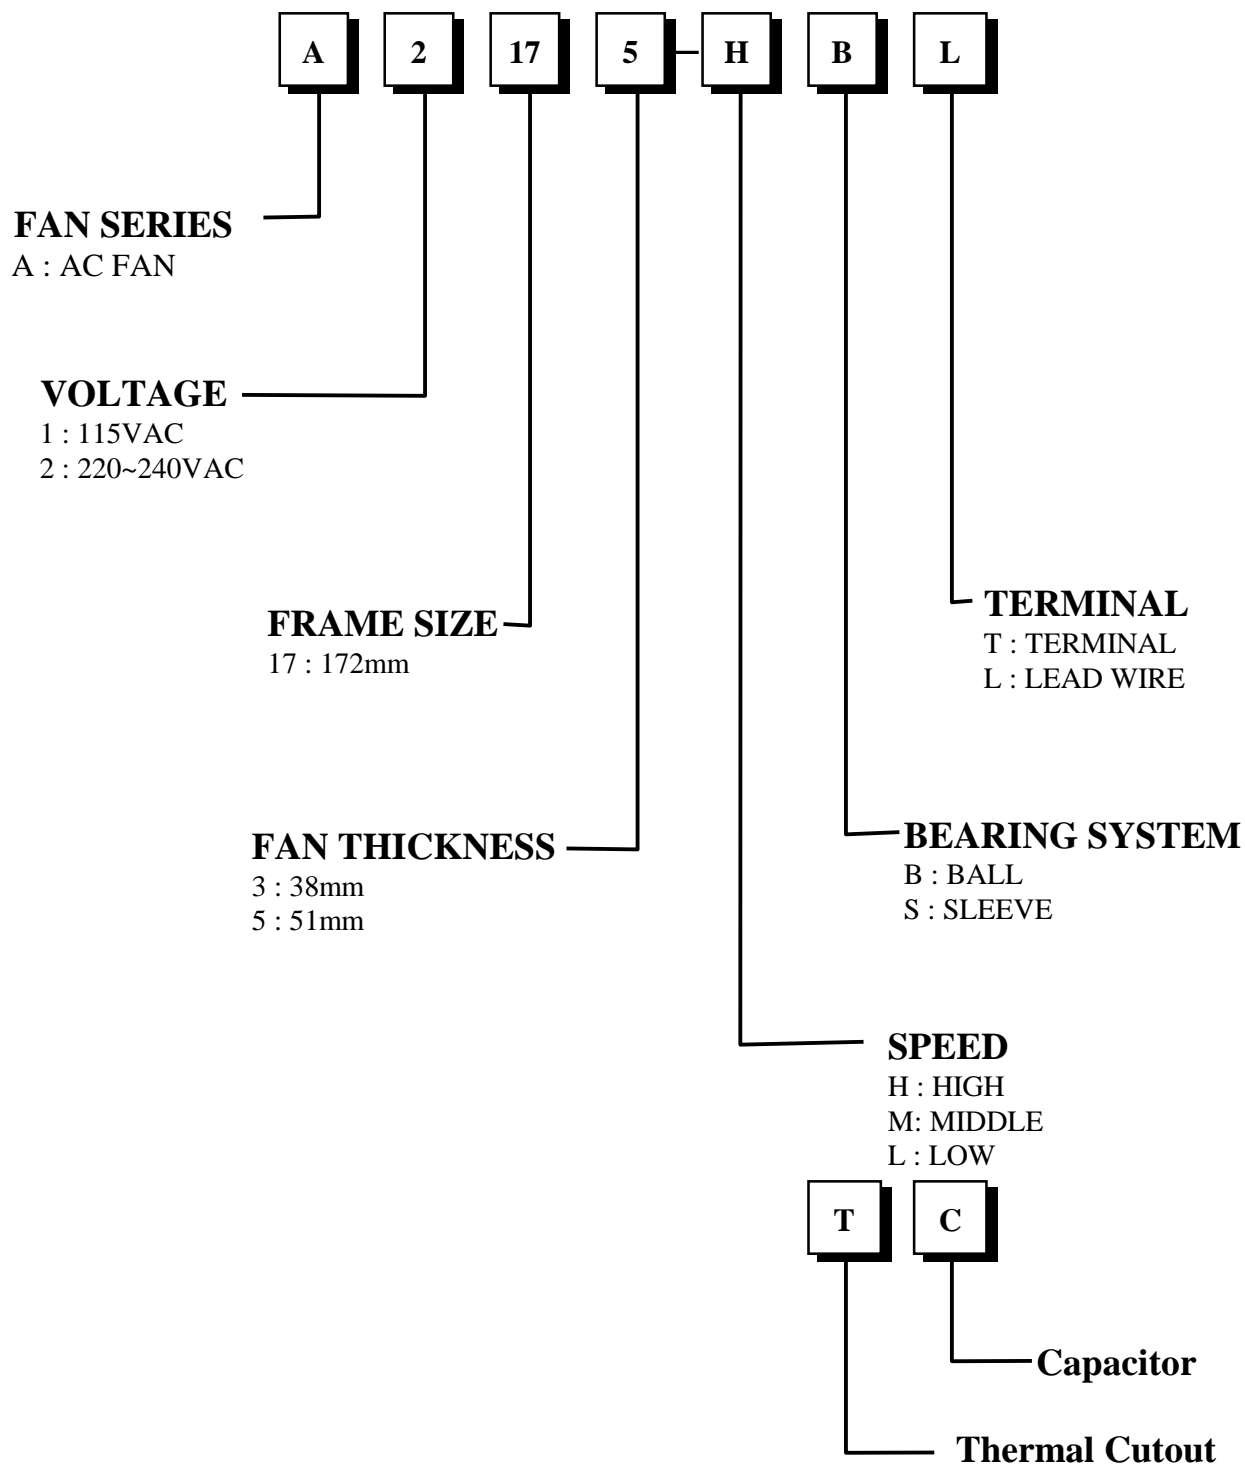 A 2 17 5 H B L
FAN SERIES
A : AC FAN
VOLTAGE
1 : 115VAC
2 : 220~240VAC
FRAME SIZE
17 : 172mm
TERMINAL
T : TERMINAL
L : LEAD WIRE
FAN THICKNESS
3 : 38mm
5 : 51mm
BEARING SYSTEM
B : BALL
S : SLEEVE
SPEED
H : HIGH
M: MIDDLE
L : LOW
T C
Capacitor
Thermal Cutout